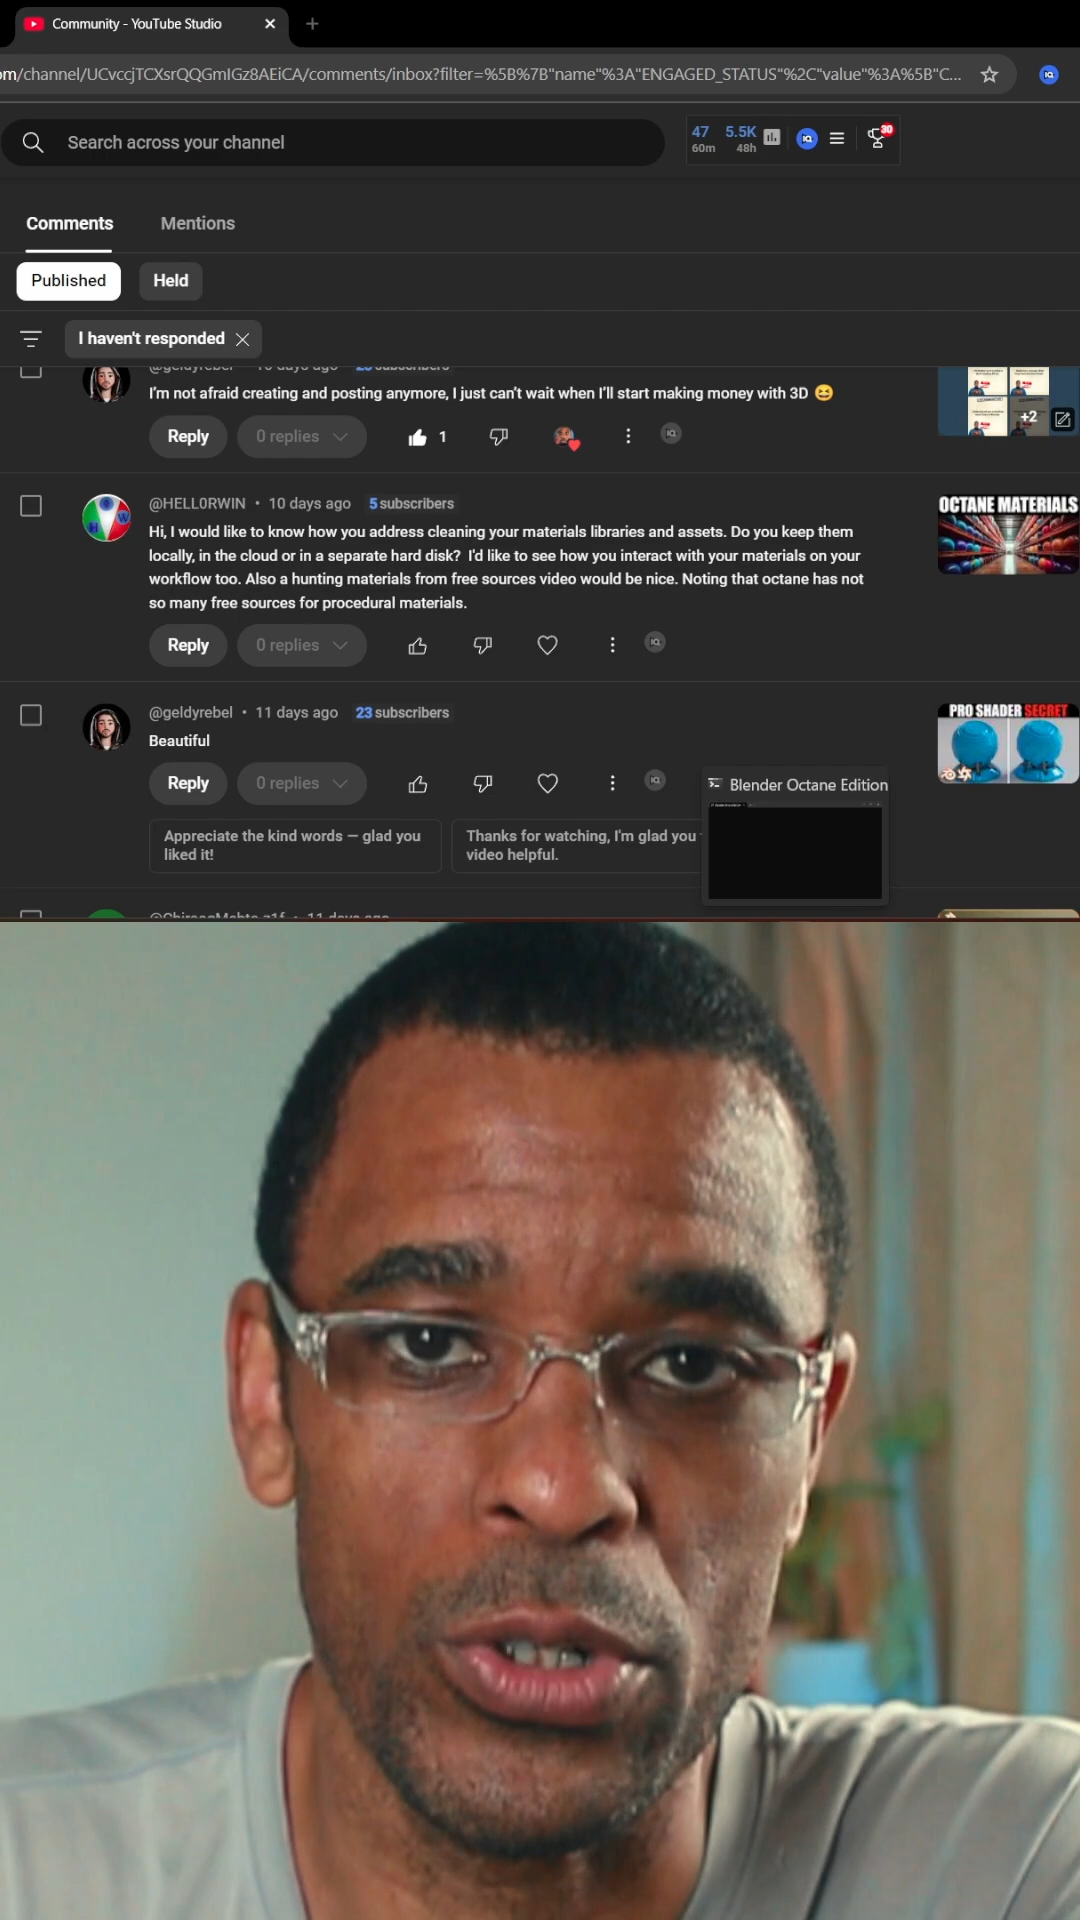 Community - YouTube Studio
om/channel/UCvccjTCXsrQQGmIGz8AEiCA/comments/inbox?filter=%5B%7B"name"%3A"ENGAGED_STATUS"%2C"value"%3A%5B"C...
Search across your channel
47 5.5K 30
60m 48h
Comments Mentions
Published Held
I haven't responded
@geldyrebel
I'm not afraid creating and posting anymore, I just can't wait when I'll start making money with 3D 😆
+2
Reply 0 replies 1
@HELL0RWIN • 10 days ago 5 subscribers
OCTANE MATERIALS
Hi, I would like to know how you address cleaning your materials libraries and assets. Do you keep them
locally, in the cloud or in a separate hard disk? I'd like to see how you interact with your materials on your
workflow too. Also a hunting materials from free sources video would be nice. Noting that octane has not
so many free sources for procedural materials.
Reply 0 replies
@geldyrebel • 11 days ago 23 subscribers
PRO SHADER SECRET
Beautiful
Reply 0 replies
Blender Octane Edition
Appreciate the kind words — glad you
liked it!
Thanks for watching, I'm glad you
video helpful.
11 days ago